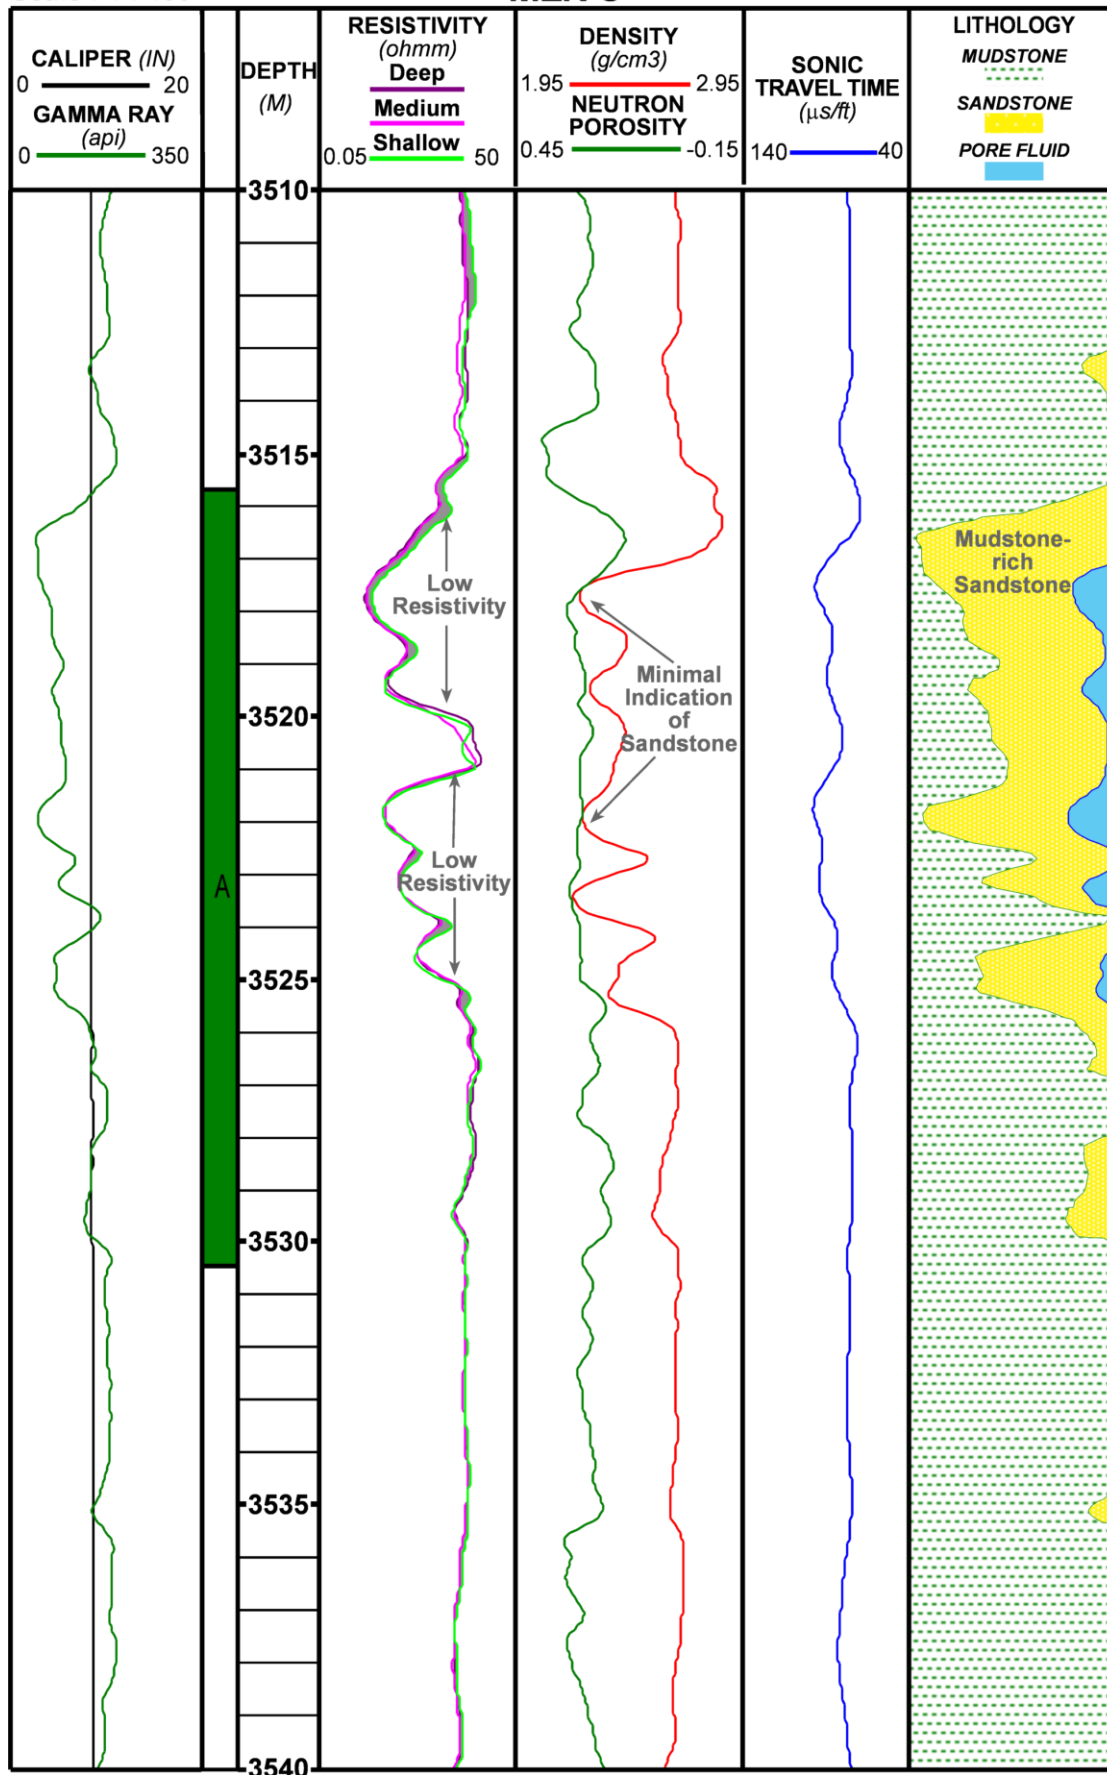 CALIPER (IN)
0 20
GAMMA RAY
(api)
0 350
DEPTH
(M)
RESISTIVITY
(ohmm)
Deep
Medium
Shallow
0.05 50
DENSITY
(g/cm3)
1.95 2.95
NEUTRON
POROSITY
0.45 -0.15
SONIC
TRAVEL TIME
(µs/ft)
140 40
LITHOLOGY
MUDSTONE
SANDSTONE
PORE FLUID
3510
3515
Mudstone-
rich
Sandstone
Low
Resistivity
Minimal
Indication
of
Sandstone
3520
Low
Resistivity
A
3525
3530
3535
3540